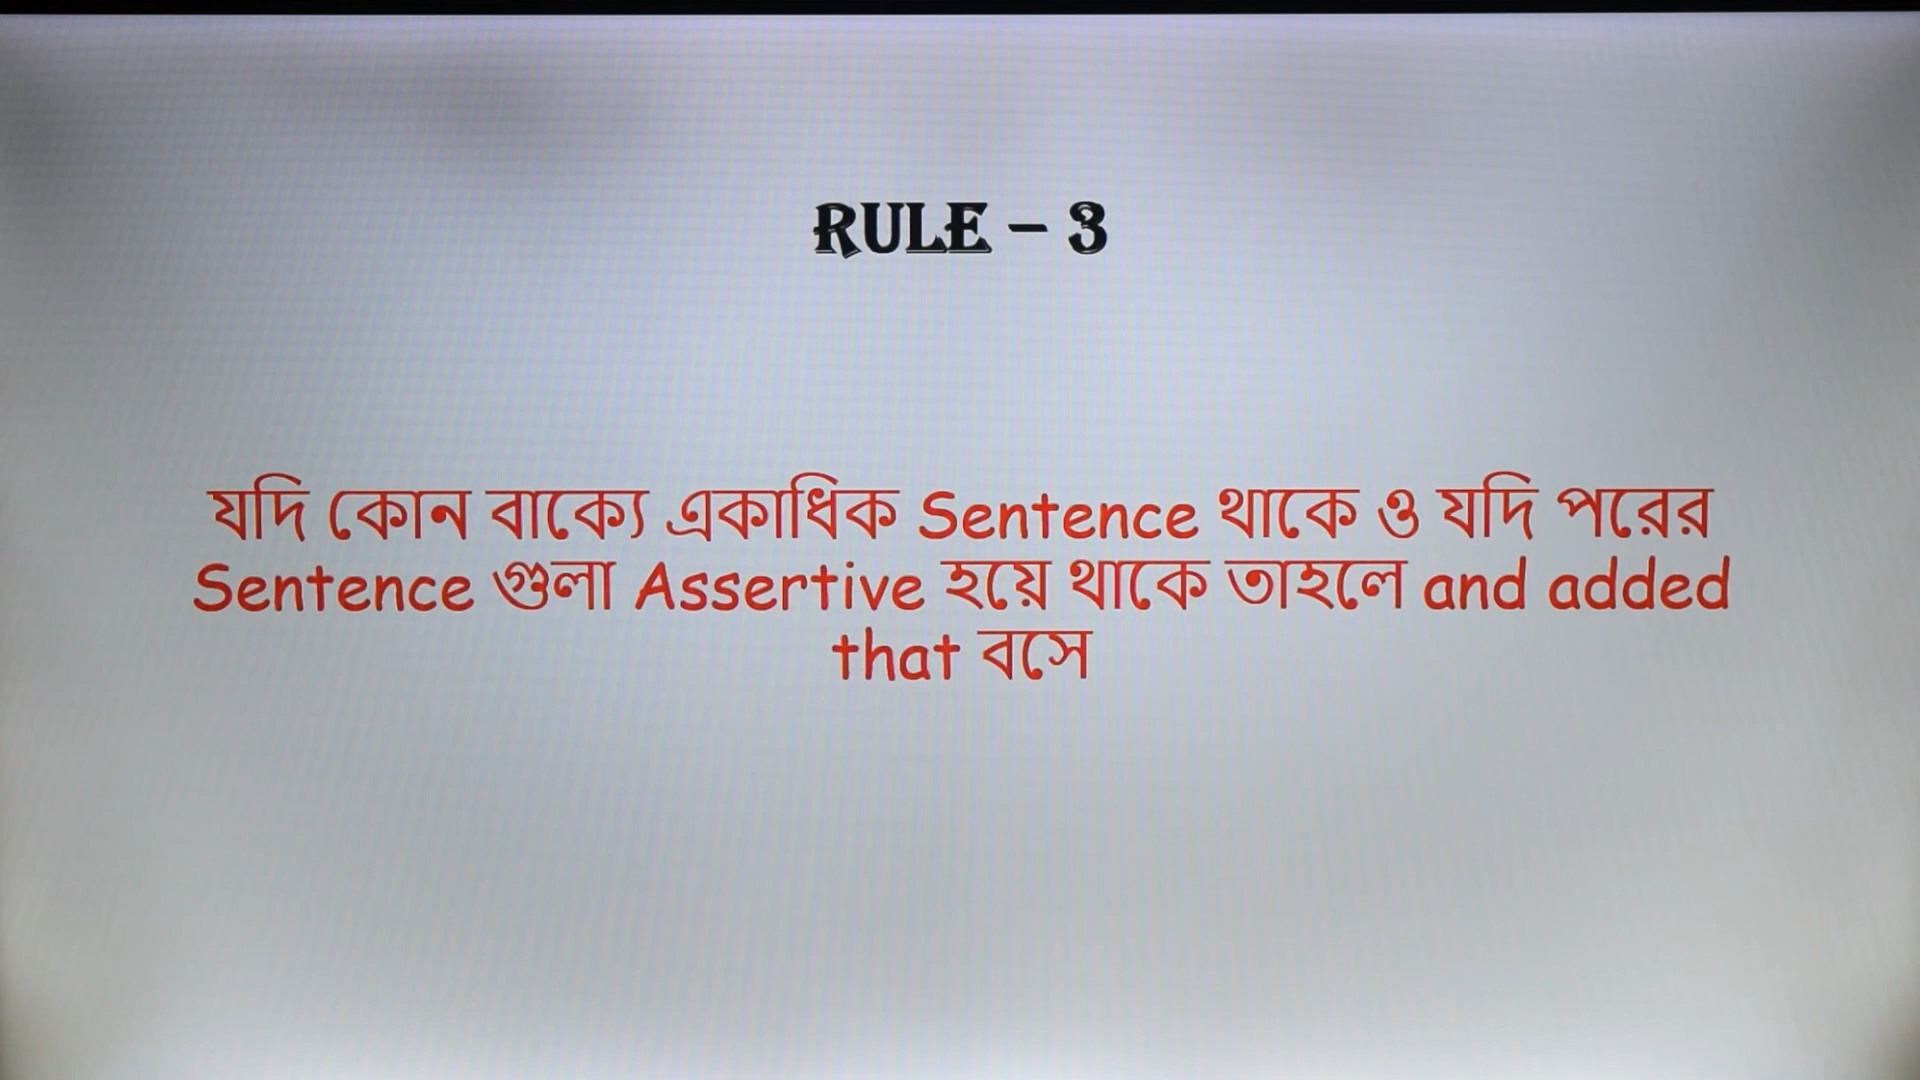 RULE – 3
যদি কোন বাক্যে একাধিক Sentence থাকে ও যদি পরের
Sentence গুলা Assertive হয়ে থাকে তাহলে and added
that বসে